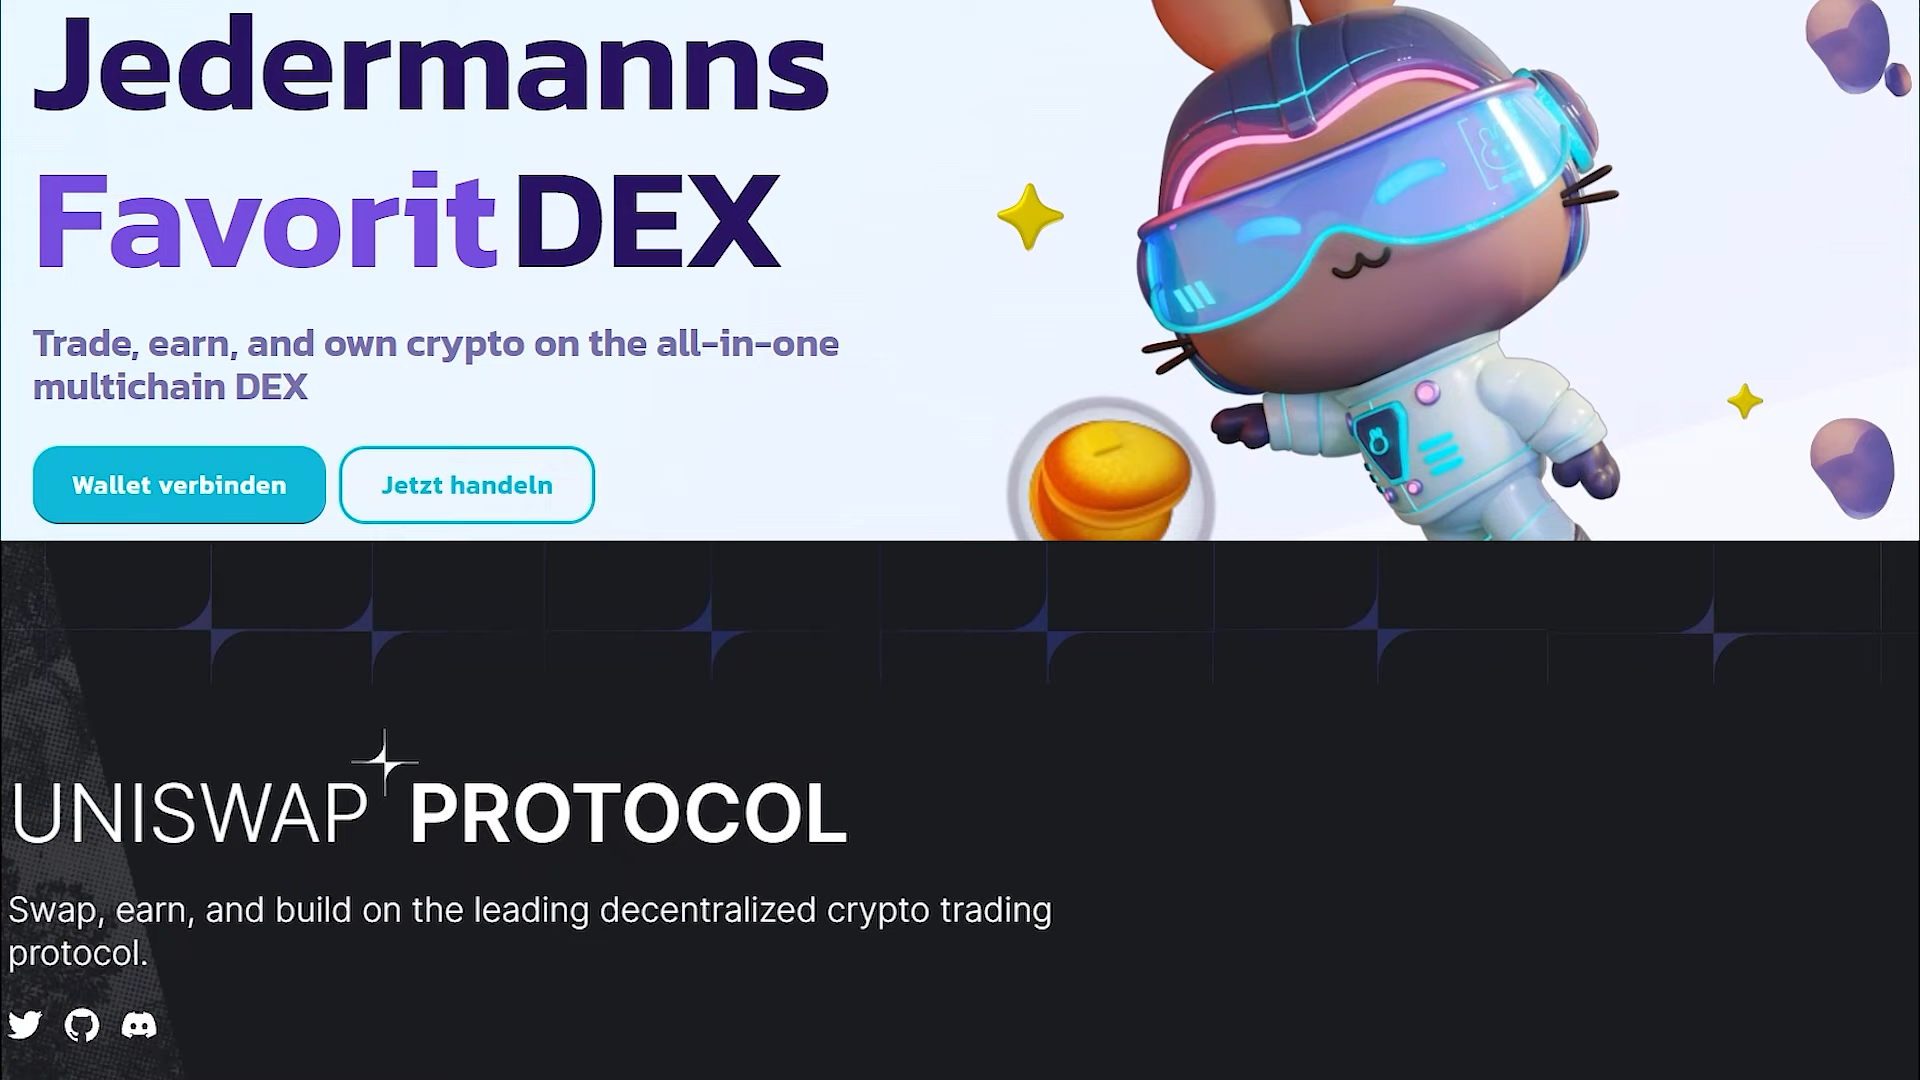 Jedermanns
Favorit DEX
Trade, earn, and own crypto on the all-in-one
multichain DEX
Wallet verbinden
Jetzt handeln
UNISWAP PROTOCOL
Swap, earn, and build on the leading decentralized crypto trading
protocol.